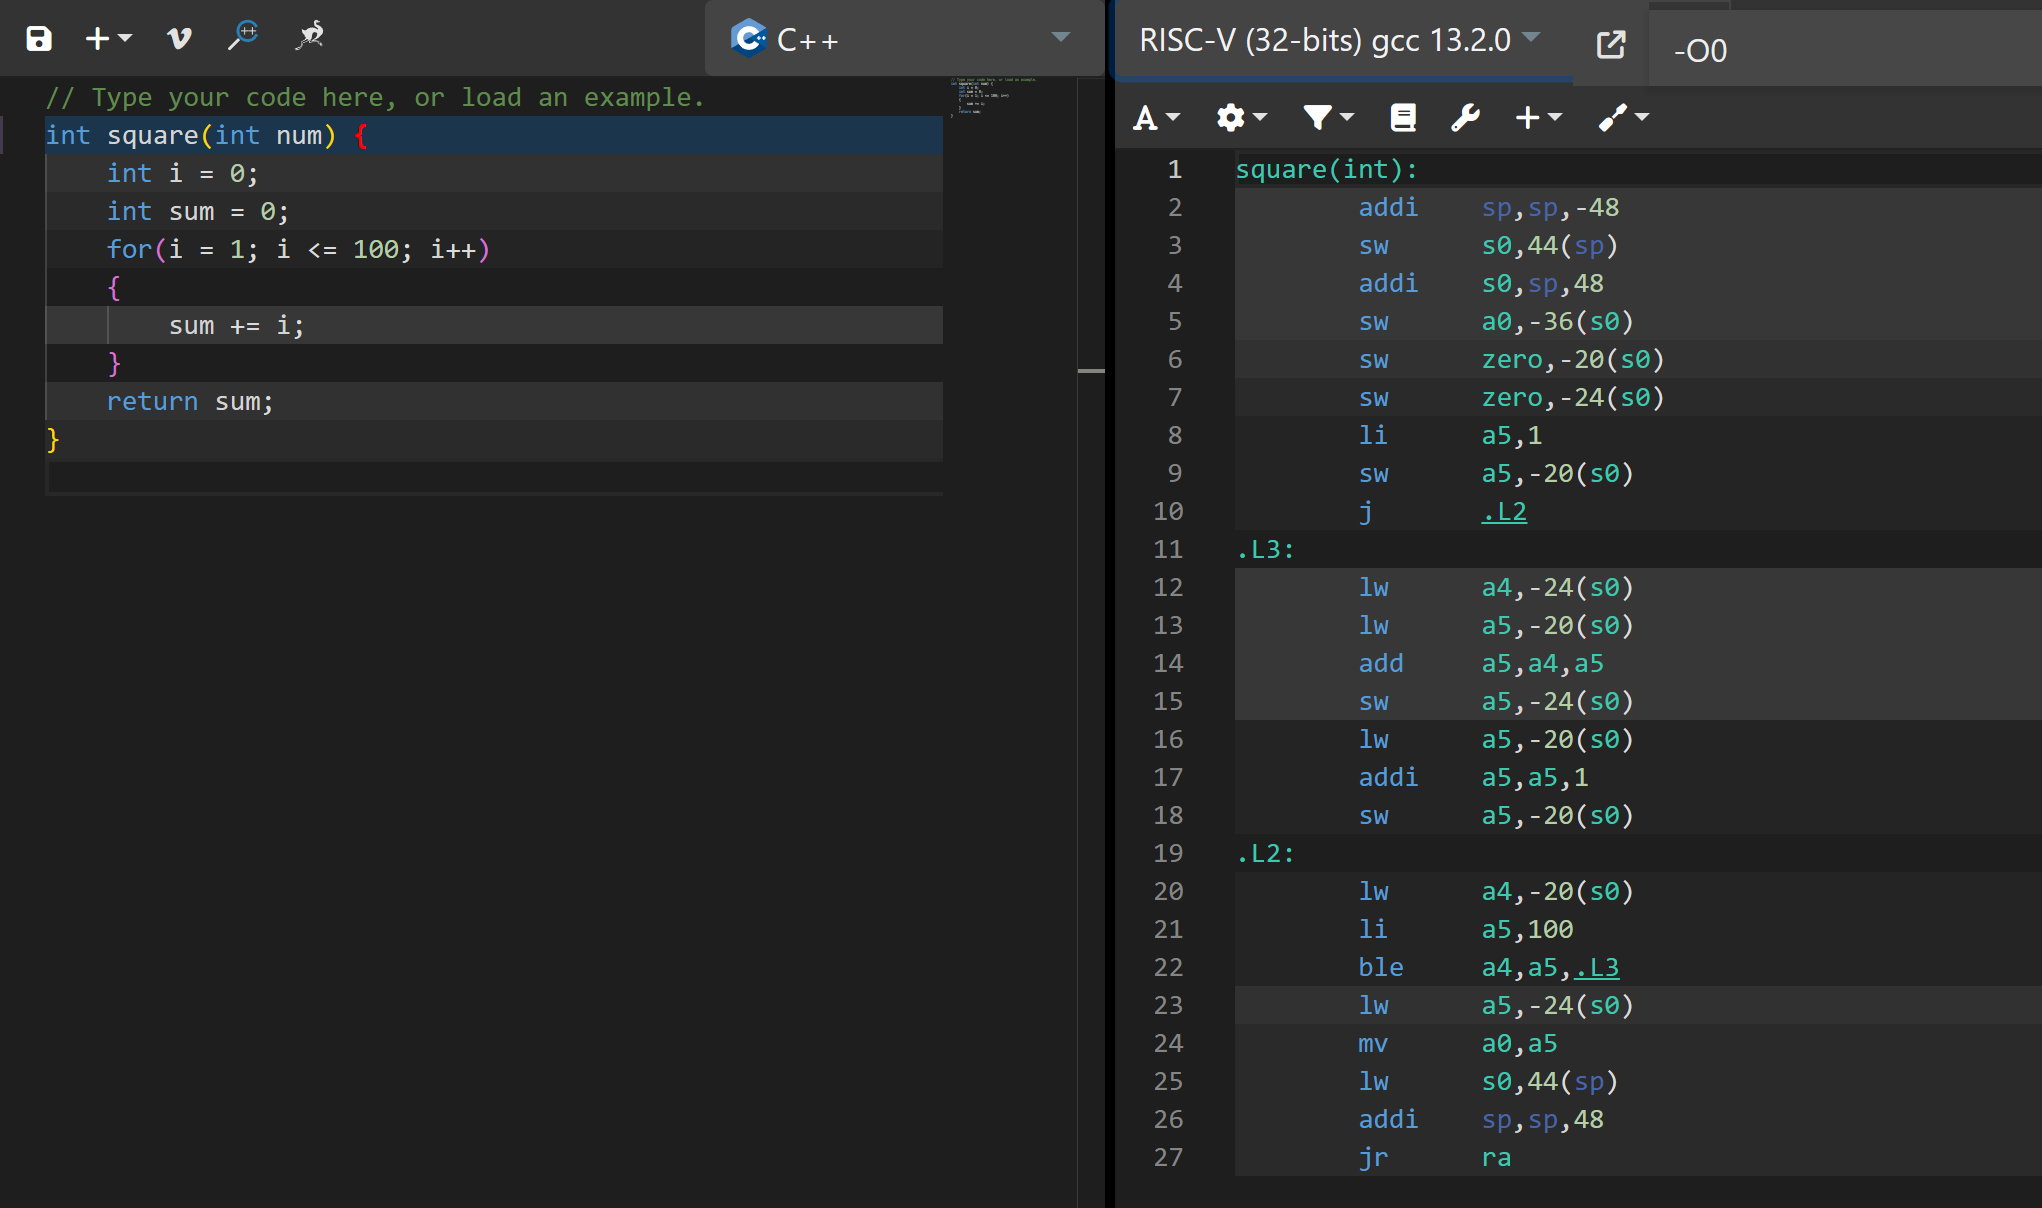 C++
// Type your code here, or load an example.
int square(int num) {
    int i = 0;
    int sum = 0;
    for(i = 1; i <= 100; i++)
    {
        sum += i;
    }
    return sum;
}
RISC-V (32-bits) gcc 13.2.0
-O0
A
1 square(int):
2 addi sp,sp,-48
3 sw s0,44(sp)
4 addi s0,sp,48
5 sw a0,-36(s0)
6 sw zero,-20(s0)
7 sw zero,-24(s0)
8 li a5,1
9 sw a5,-20(s0)
10 j .L2
11 .L3:
12 lw a4,-24(s0)
13 lw a5,-20(s0)
14 add a5,a4,a5
15 sw a5,-24(s0)
16 lw a5,-20(s0)
17 addi a5,a5,1
18 sw a5,-20(s0)
19 .L2:
20 lw a4,-20(s0)
21 li a5,100
22 ble a4,a5,.L3
23 lw a5,-24(s0)
24 mv a0,a5
25 lw s0,44(sp)
26 addi sp,sp,48
27 jr ra